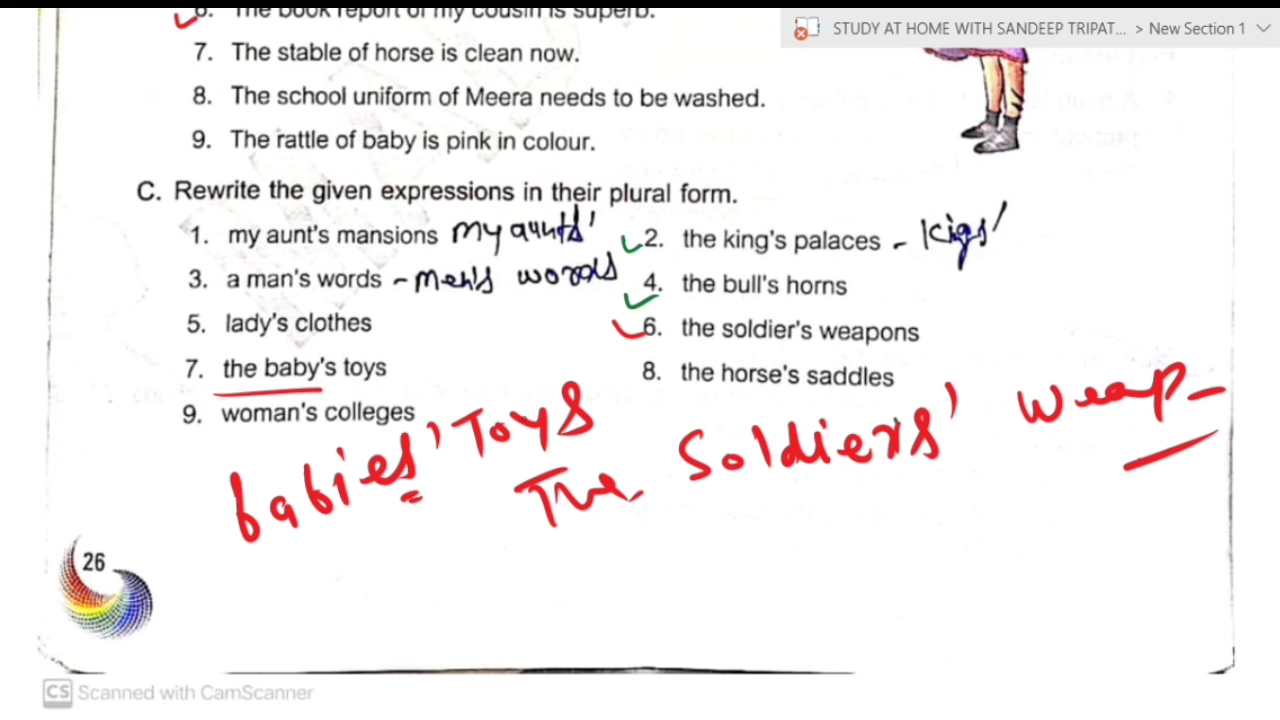 6. The book report of my cousin is superb.
STUDY AT HOME WITH SANDEEP TRIPAT... > New Section 1
7. The stable of horse is clean now.
8. The school uniform of Meera needs to be washed.
9. The rattle of baby is pink in colour.
C. Rewrite the given expressions in their plural form.
1. my aunt's mansions my aunts'
2. the king's palaces - kigs'
3. a man's words - men's words
4. the bull's horns
5. lady's clothes
6. the soldier's weapons
7. the baby's toys
8. the horse's saddles
9. woman's colleges
babies' Toys
The Soldiers' weap-
26
CS Scanned with CamScanner